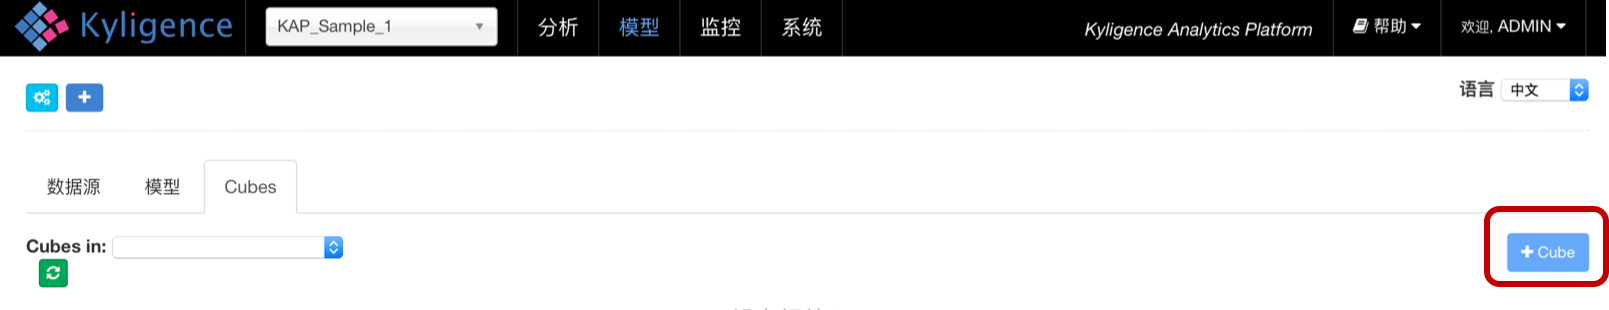 Kyligence KAP_Sample_1 分析 模型 监控 系统 Kyligence Analytics Platform 帮助 欢迎, ADMIN
语言 中文
数据源 模型 Cubes
Cubes in:
+ Cube